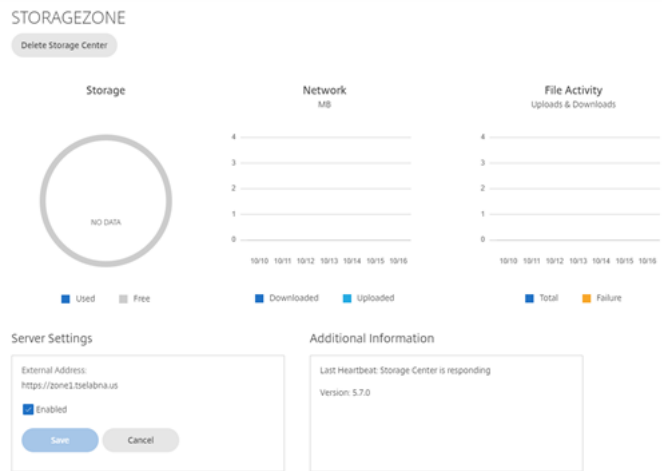 STORAGEZONE
Delete Storage Center
Storage
NO DATA
Used
Free
Network
MB
4
3
2
1
0
10/10 10/11 10/12 10/13 10/14 10/15 10/16
Downloaded
Uploaded
File Activity
Uploads & Downloads
4
3
2
1
0
10/10 10/11 10/12 10/13 10/14 10/15 10/16
Total
Failure
Server Settings
External Address:
https://zone1.tselabna.us
Enabled
Save
Cancel
Additional Information
Last Heartbeat: Storage Center is responding
Version: 5.7.0